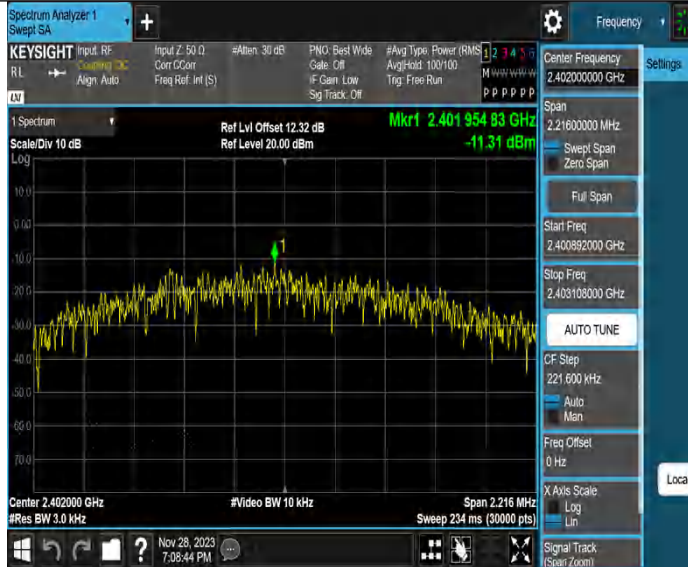 Spectrum Analyzer 1
Swept SA
+
Frequency
KEYSIGHT
RL
Input: RF
Coupling: DC
Align: Auto
Input Z: 50 Ω
Corr CCorr
Freq Ref: Int (S)
#Atten: 30 dB
PNO: Best Wide
Gate: Off
IF Gain: Low
Sig Track: Off
#Avg Type: Power (RMS
Avg|Hold: 100/100
Trig: Free Run
1 2 3 4 5 6
M W W W W W
P P P P P P
1 Spectrum
Scale/Div 10 dB
Ref Lvl Offset 12.32 dB
Ref Level 20.00 dBm
Mkr1 2.401 954 83 GHz
-11.31 dBm
Log
10.0
0.00
-10.0
-20.0
-30.0
-40.0
-50.0
-60.0
-70.0
1
Center 2.402000 GHz
#Res BW 3.0 kHz
#Video BW 10 kHz
Span 2.216 MHz
Sweep 234 ms (30000 pts)
?
Nov 28, 2023
7:08:44 PM
Center Frequency
2.402000000 GHz
Span
2.21600000 MHz
Swept Span
Zero Span
Full Span
Start Freq
2.400892000 GHz
Stop Freq
2.403108000 GHz
AUTO TUNE
CF Step
221.600 kHz
Auto
Man
Freq Offset
0 Hz
X Axis Scale
Log
Lin
Signal Track
(Span Zoom)
Settings
Loca